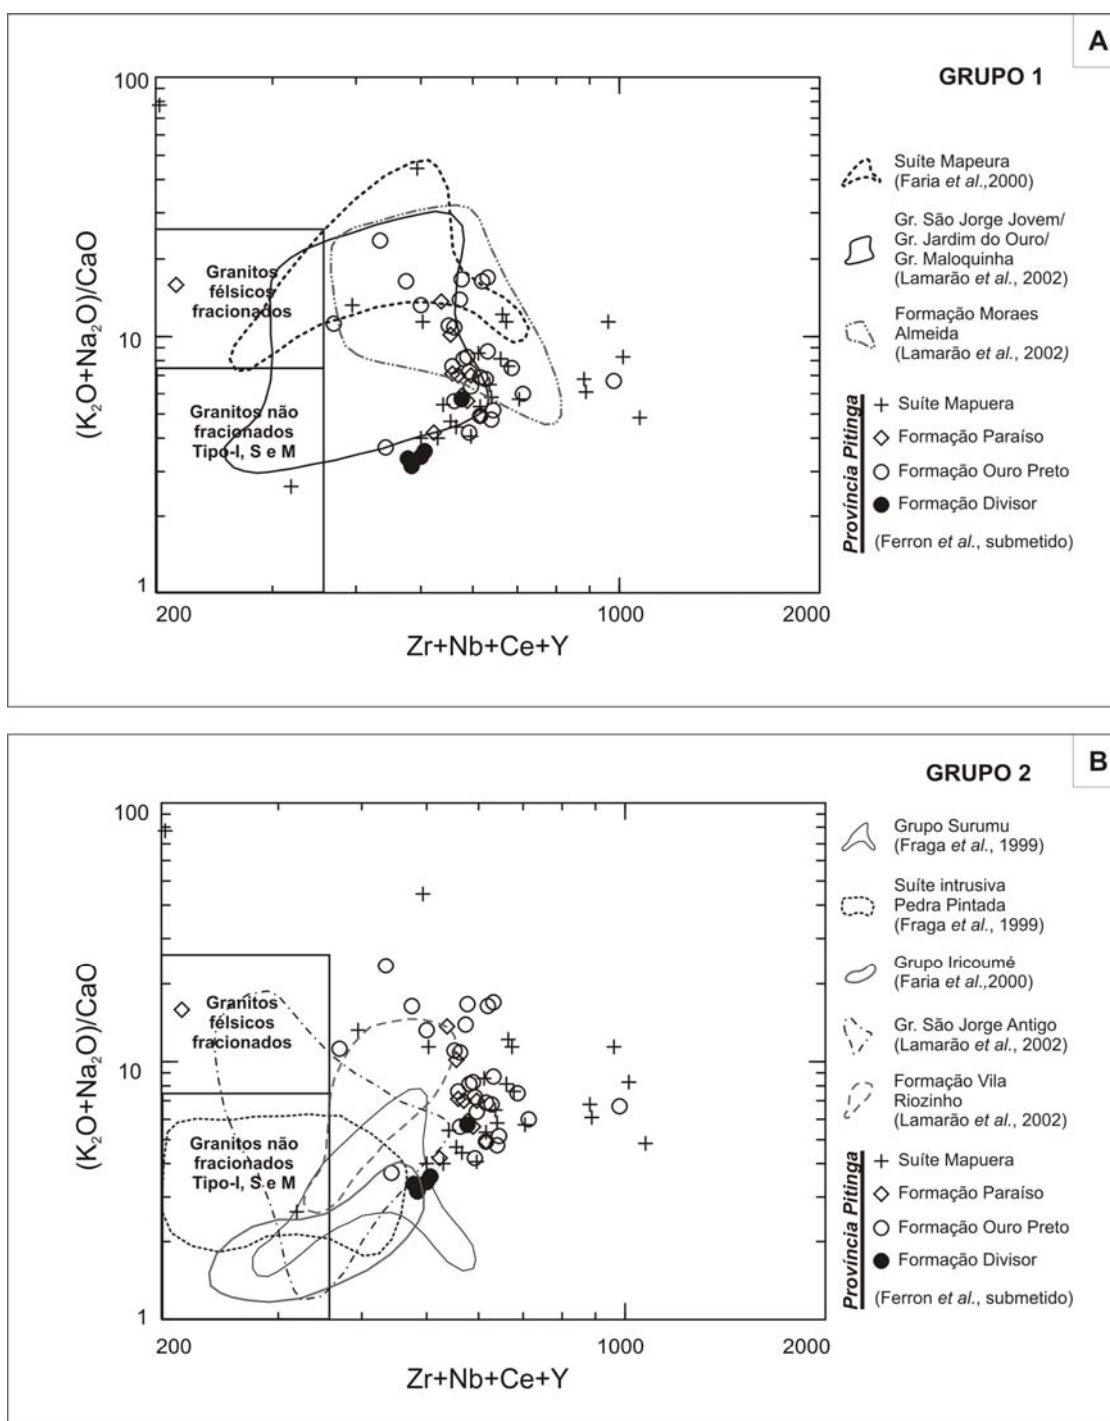 A
GRUPO 1
100
10
1
(K₂O+Na₂O)/CaO
Granitos
félsicos
fracionados
Granitos não
fracionados
Tipo-I, S e M
200
1000
2000
Zr+Nb+Ce+Y
Suíte Mapeura
(Faria et al.,2000)
Gr. São Jorge Jovem/
Gr. Jardim do Ouro/
Gr. Maloquinha
(Lamarão et al., 2002)
Formação Moraes
Almeida
(Lamarão et al., 2002)
Província Pitinga
Suíte Mapuera
Formação Paraíso
Formação Ouro Preto
Formação Divisor
(Ferron et al., submetido)
B
GRUPO 2
100
10
1
(K₂O+Na₂O)/CaO
Granitos
félsicos
fracionados
Granitos não
fracionados
Tipo-I, S e M
200
1000
2000
Zr+Nb+Ce+Y
Grupo Surumu
(Fraga et al., 1999)
Suíte intrusiva
Pedra Pintada
(Fraga et al., 1999)
Grupo Iricoumé
(Faria et al.,2000)
Gr. São Jorge Antigo
(Lamarão et al., 2002)
Formação Vila
Riozinho
(Lamarão et al., 2002)
Província Pitinga
Suíte Mapuera
Formação Paraíso
Formação Ouro Preto
Formação Divisor
(Ferron et al., submetido)